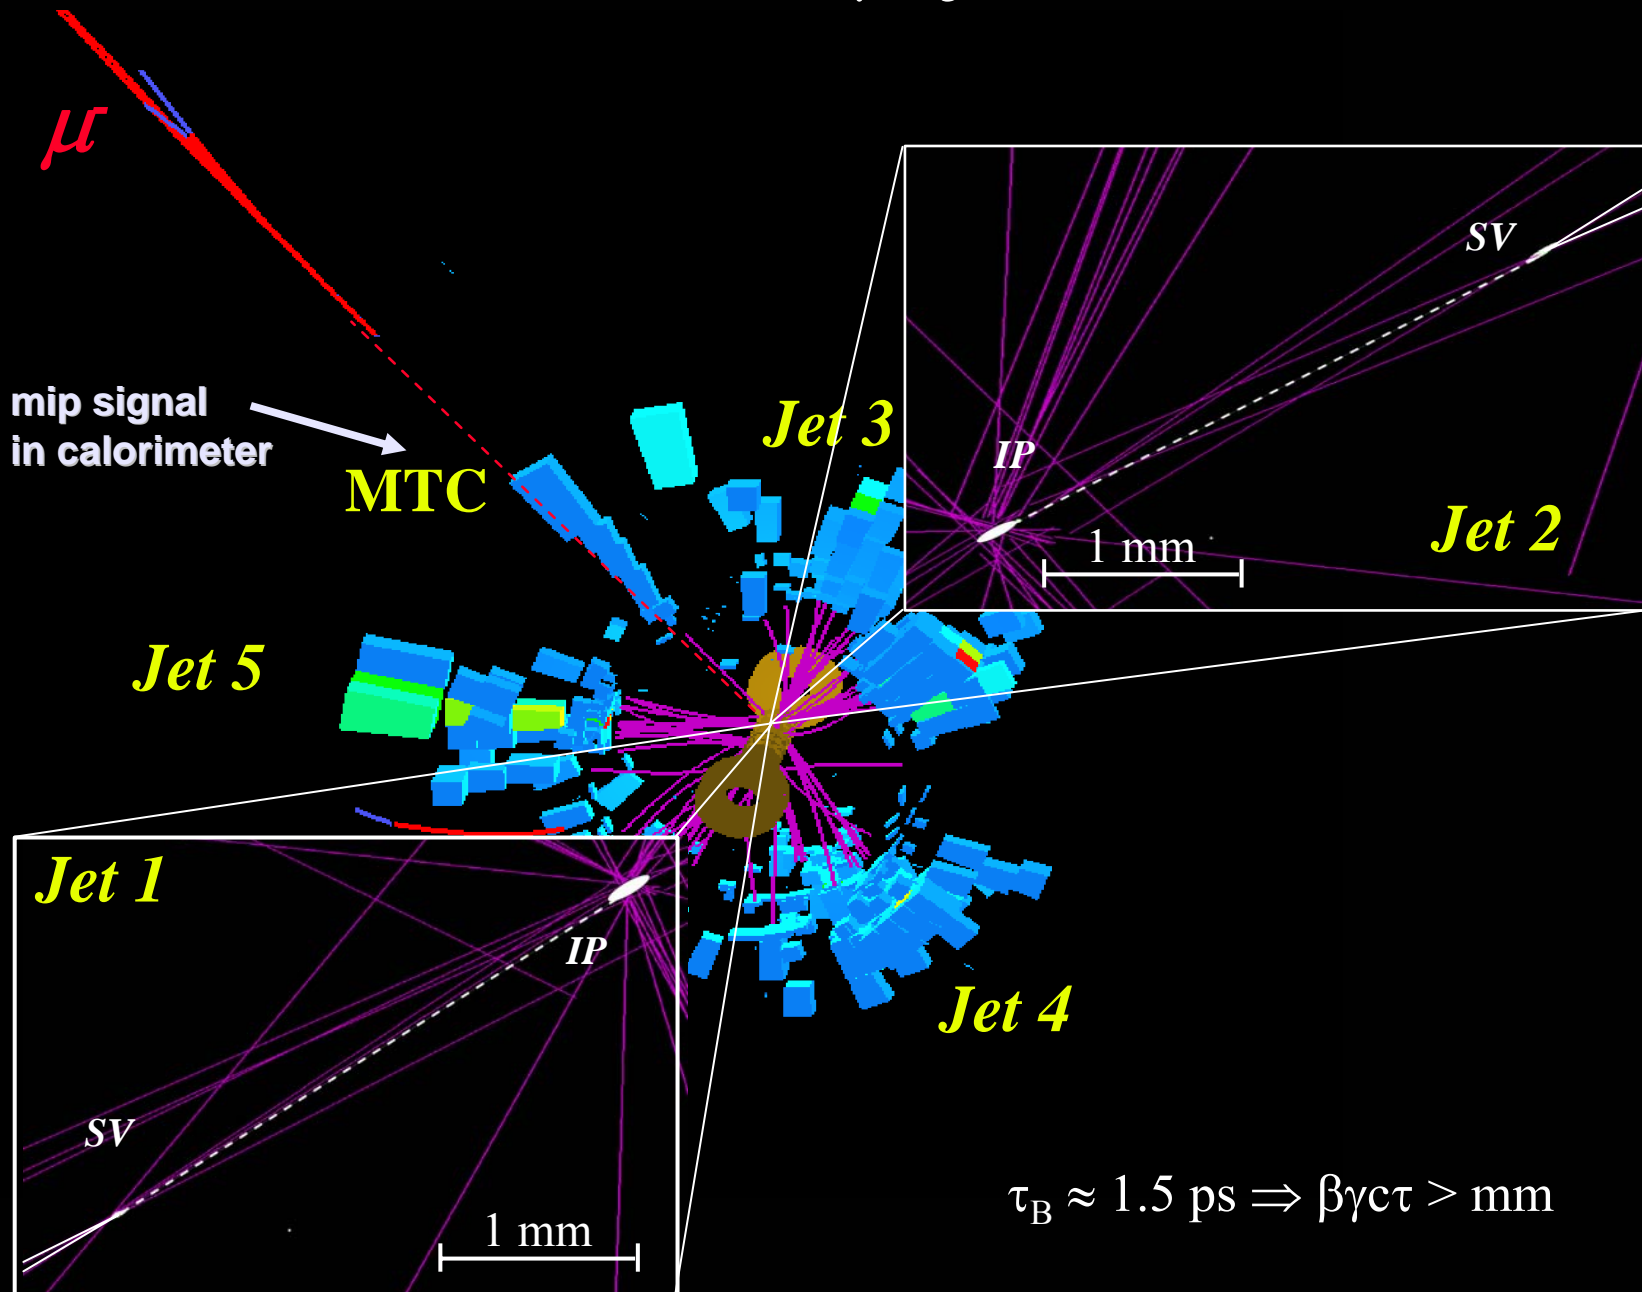 μ
SV
mip signal
in calorimeter
Jet 3
MTC
IP
Jet 2
1 mm
Jet 5
Jet 1
IP
Jet 4
SV
τB ≈ 1.5 ps ⇒ βγcτ > mm
1 mm